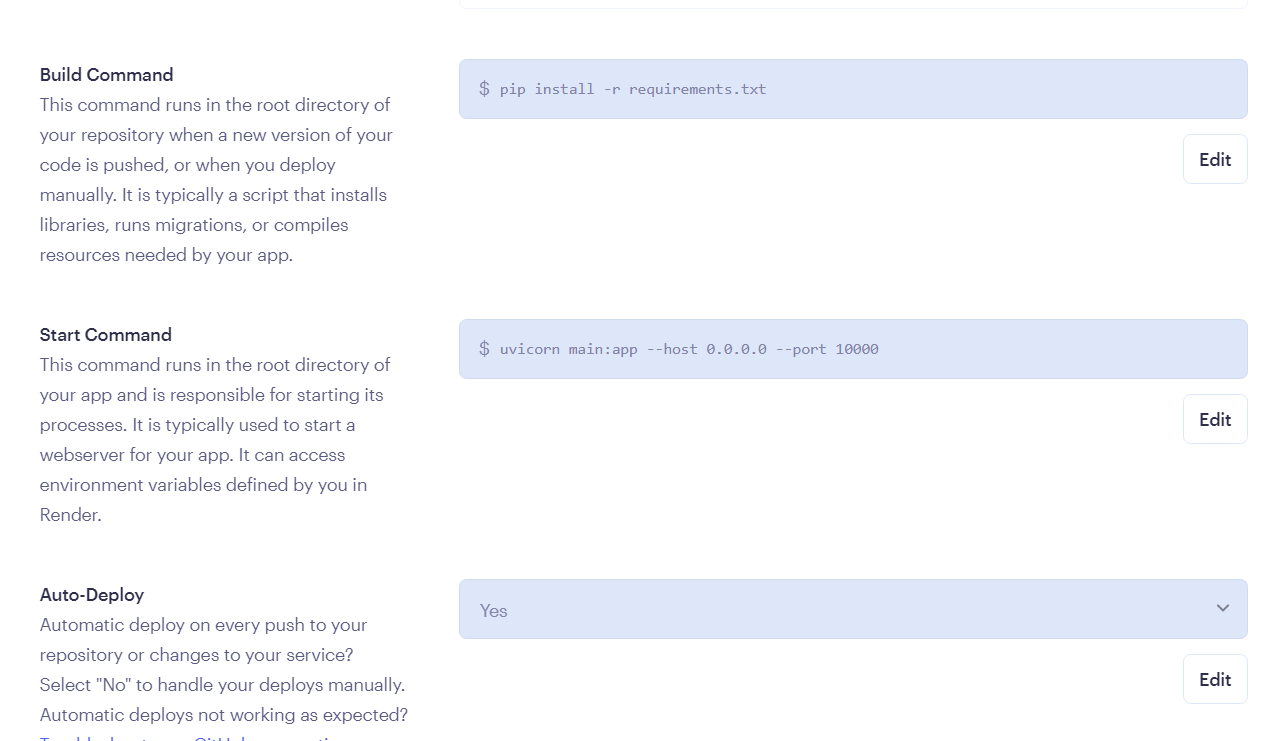 Build Command
This command runs in the root directory of
your repository when a new version of your
code is pushed, or when you deploy
manually. It is typically a script that installs
libraries, runs migrations, or compiles
resources needed by your app.
$ pip install -r requirements.txt
Edit
Start Command
This command runs in the root directory of
your app and is responsible for starting its
processes. It is typically used to start a
webserver for your app. It can access
environment variables defined by you in
Render.
$ uvicorn main:app --host 0.0.0.0 --port 10000
Edit
Auto-Deploy
Automatic deploy on every push to your
repository or changes to your service?
Select "No" to handle your deploys manually.
Automatic deploys not working as expected?
Yes
Edit